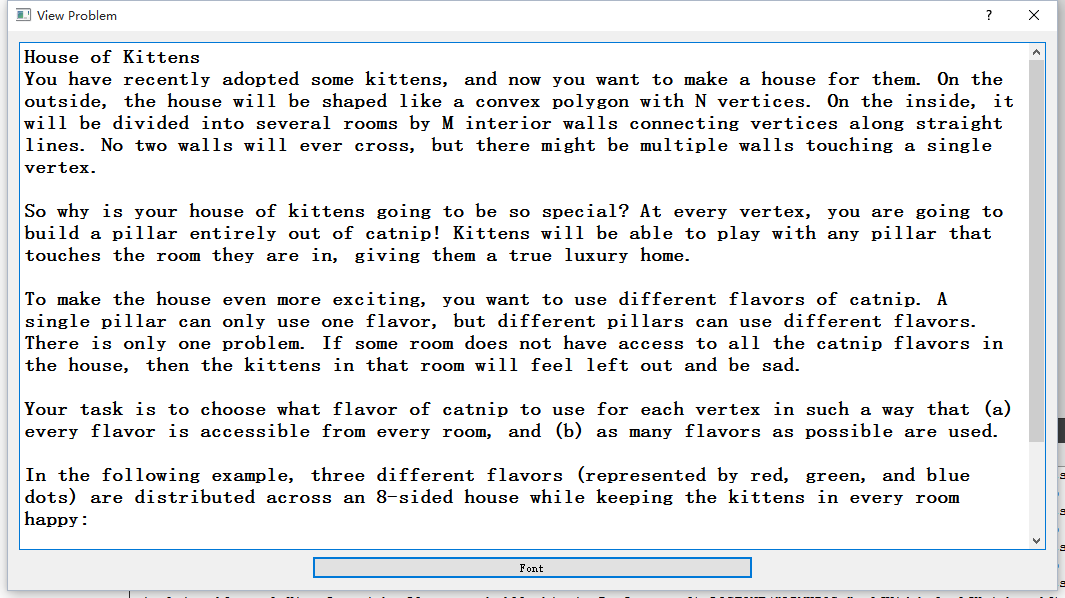 View Problem
?
House of Kittens
You have recently adopted some kittens, and now you want to make a house for them. On the
outside, the house will be shaped like a convex polygon with N vertices. On the inside, it
will be divided into several rooms by M interior walls connecting vertices along straight
lines. No two walls will ever cross, but there might be multiple walls touching a single
vertex.
So why is your house of kittens going to be so special? At every vertex, you are going to
build a pillar entirely out of catnip! Kittens will be able to play with any pillar that
touches the room they are in, giving them a true luxury home.
To make the house even more exciting, you want to use different flavors of catnip. A
single pillar can only use one flavor, but different pillars can use different flavors.
There is only one problem. If some room does not have access to all the catnip flavors in
the house, then the kittens in that room will feel left out and be sad.
Your task is to choose what flavor of catnip to use for each vertex in such a way that (a)
every flavor is accessible from every room, and (b) as many flavors as possible are used.
In the following example, three different flavors (represented by red, green, and blue
dots) are distributed across an 8-sided house while keeping the kittens in every room
happy:
Font